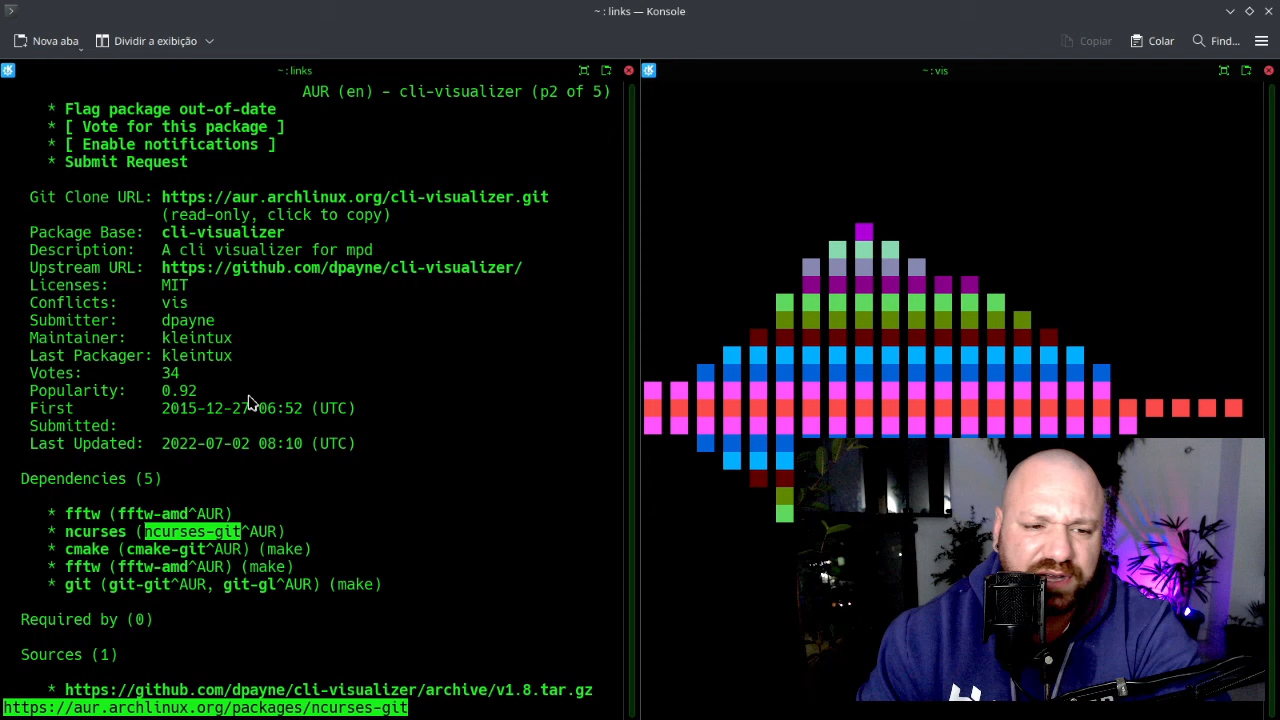 ~ : links — Konsole
Nova aba
Dividir a exibição
Copiar
Colar
Find...
~ : links
AUR (en) - cli-visualizer (p2 of 5)
* Flag package out-of-date
* [ Vote for this package ]
* [ Enable notifications ]
* Submit Request
Git Clone URL: https://aur.archlinux.org/cli-visualizer.git
(read-only, click to copy)
Package Base: cli-visualizer
Description: A cli visualizer for mpd
Upstream URL: https://github.com/dpayne/cli-visualizer/
Licenses: MIT
Conflicts: vis
Submitter: dpayne
Maintainer: kleintux
Last Packager: kleintux
Votes: 34
Popularity: 0.92
First 2015-12-27 06:52 (UTC)
Submitted:
Last Updated: 2022-07-02 08:10 (UTC)
Dependencies (5)
* fftw (fftw-amd^AUR)
* ncurses (ncurses-git^AUR)
* cmake (cmake-git^AUR) (make)
* fftw (fftw-amd^AUR) (make)
* git (git-git^AUR, git-gl^AUR) (make)
Required by (0)
Sources (1)
* https://github.com/dpayne/cli-visualizer/archive/v1.8.tar.gz
https://aur.archlinux.org/packages/ncurses-git
~ : vis